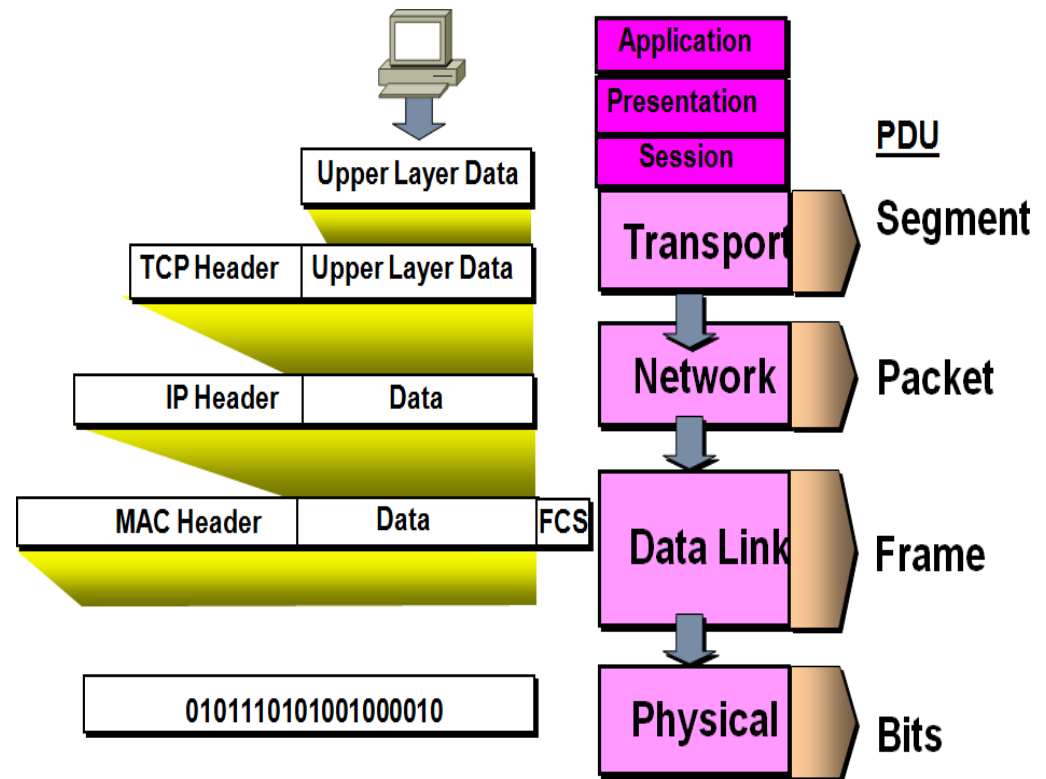 Application
Presentation
PDU
Session
Upper Layer Data
Segment
Transport
TCP Header Upper Layer Data
Network
Packet
IP Header Data
MAC Header Data FCS
Data Link
Frame
0101110101001000010
Physical
Bits